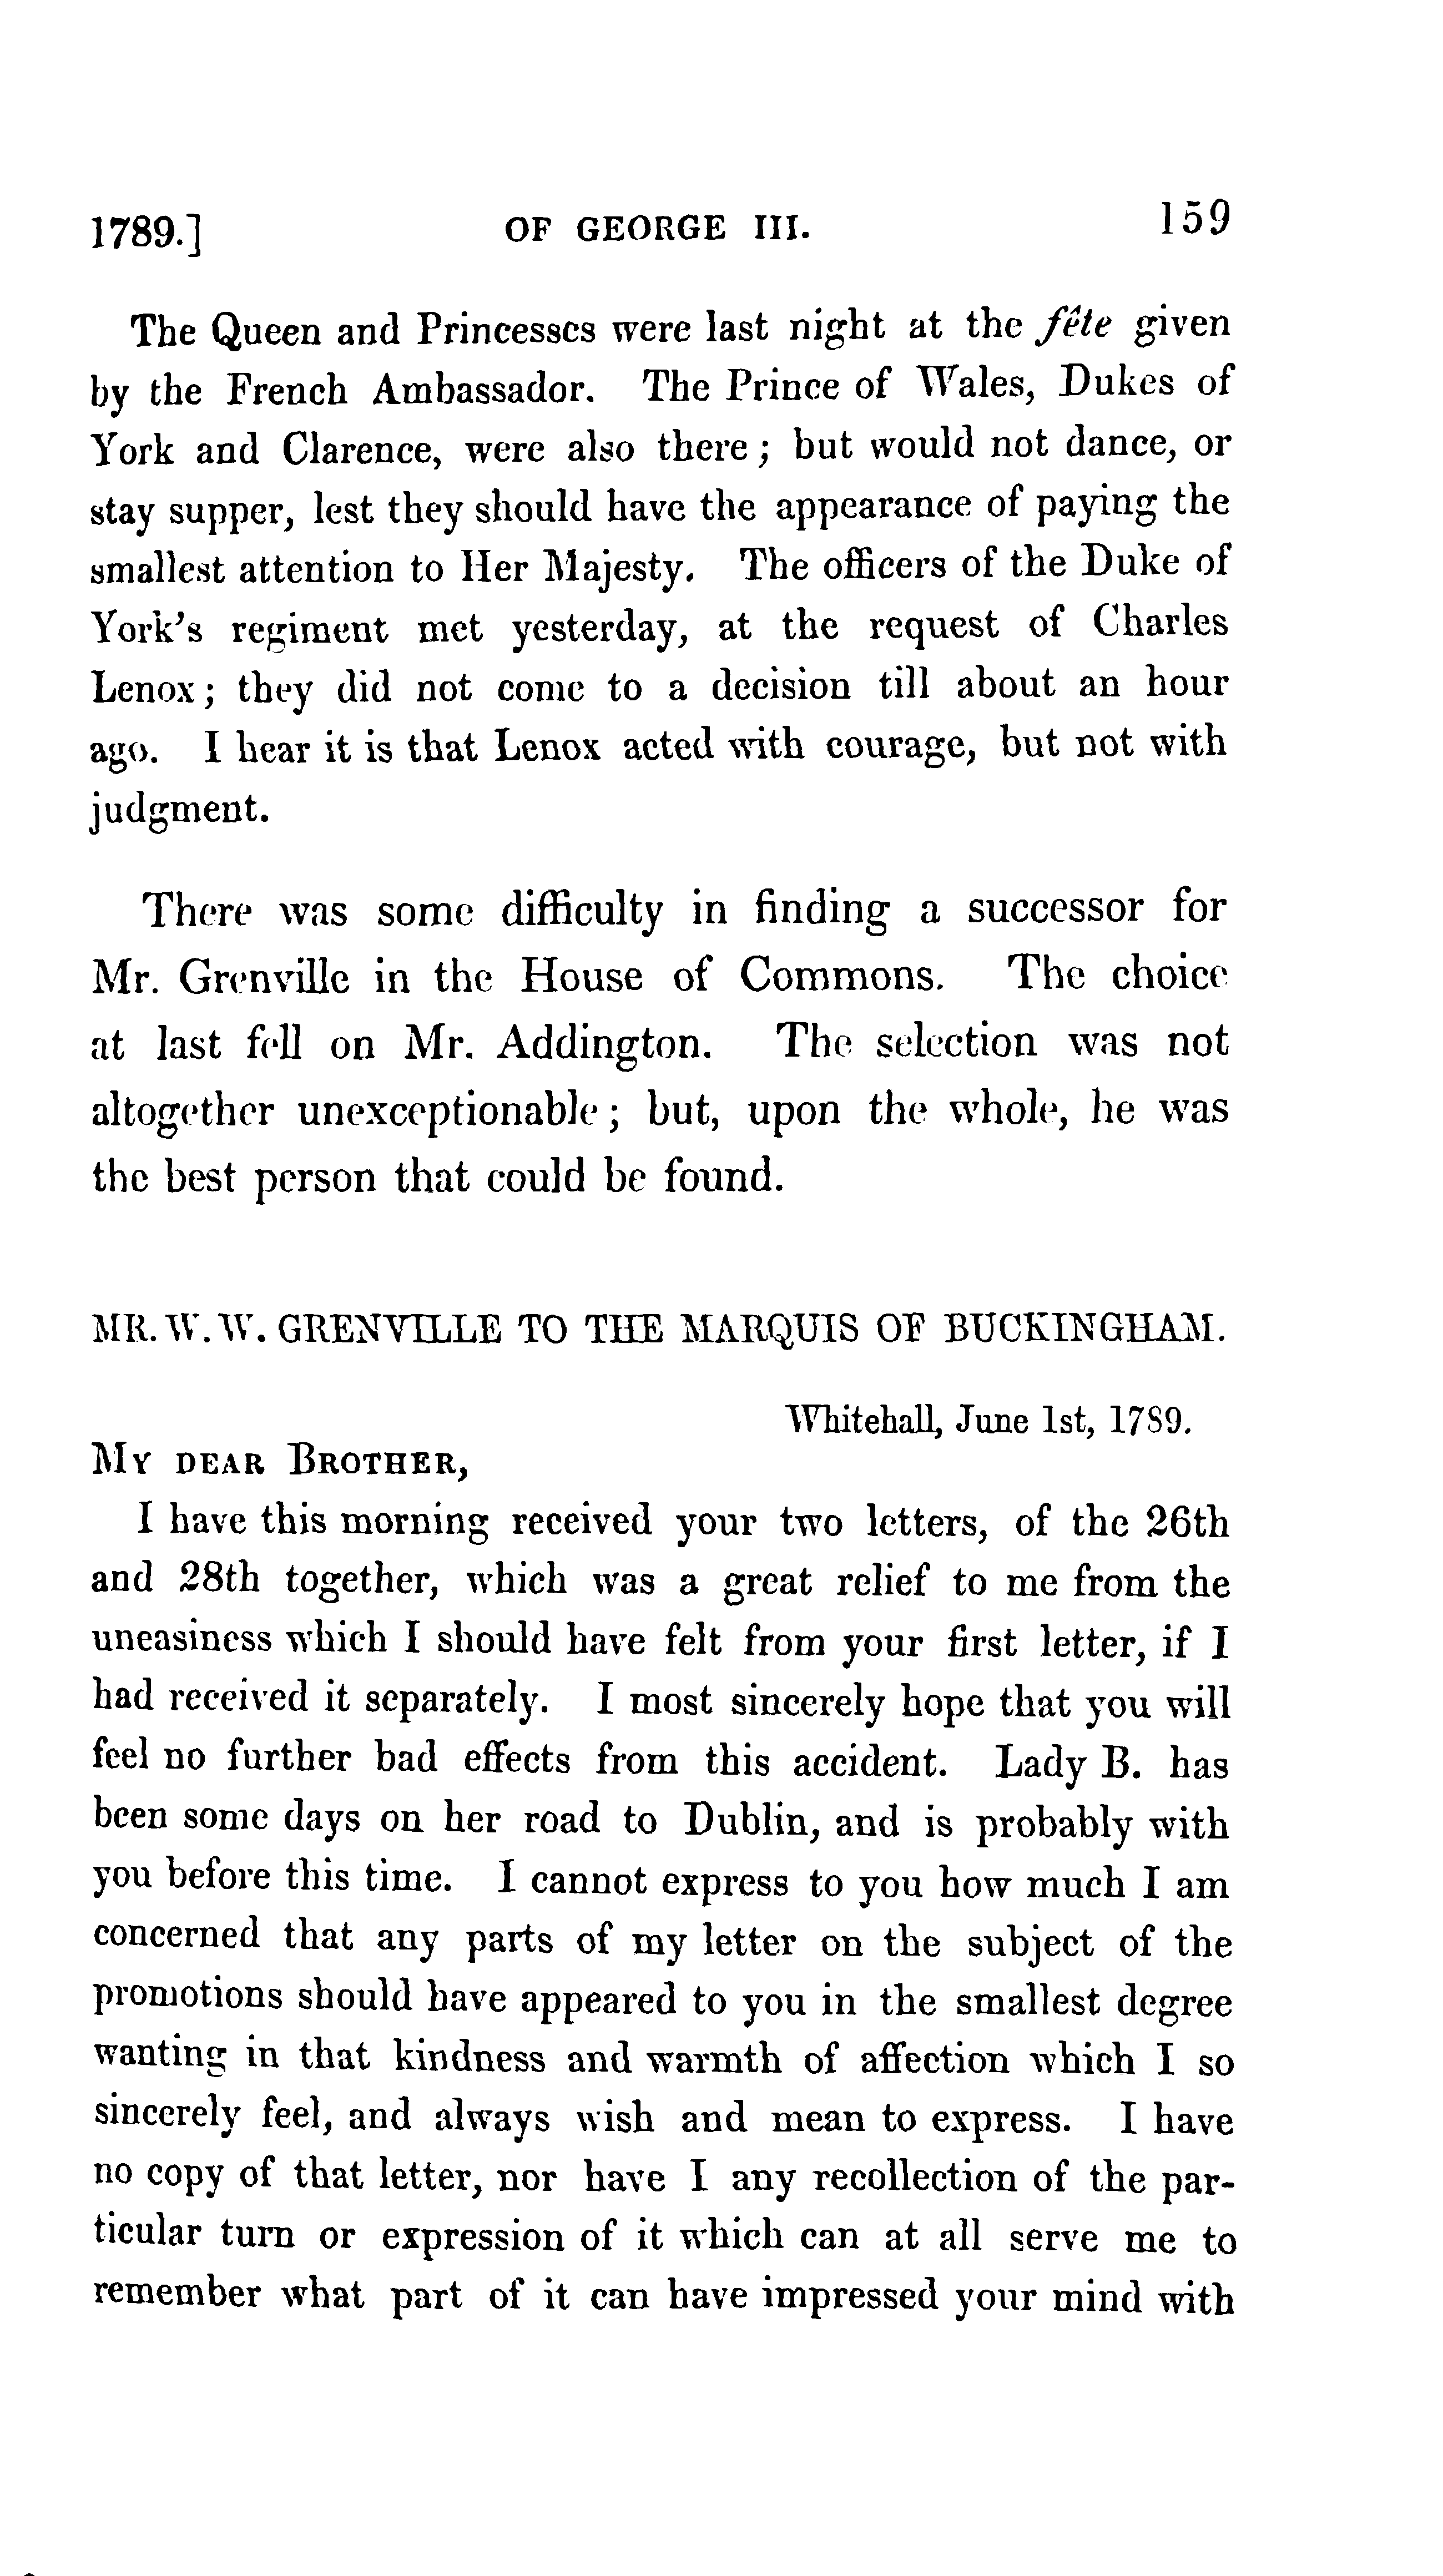 1789.] OF GEORGE III. 159
The Queen and Princesses were last night at the fête given
by the French Ambassador. The Prince of Wales, Dukes of
York and Clarence, were also there; but would not dance, or
stay supper, lest they should have the appearance of paying the
smallest attention to Her Majesty. The officers of the Duke of
York's regiment met yesterday, at the request of Charles
Lenox; they did not come to a decision till about an hour
ago. I hear it is that Lenox acted with courage, but not with
judgment.
There was some difficulty in finding a successor for
Mr. Grenville in the House of Commons. The choice
at last fell on Mr. Addington. The selection was not
altogether unexceptionable; but, upon the whole, he was
the best person that could be found.
MR. W. W. GRENVILLE TO THE MARQUIS OF BUCKINGHAM.
Whitehall, June 1st, 1789.
MY DEAR BROTHER,
I have this morning received your two letters, of the 26th
and 28th together, which was a great relief to me from the
uneasiness which I should have felt from your first letter, if I
had received it separately. I most sincerely hope that you will
feel no further bad effects from this accident. Lady B. has
been some days on her road to Dublin, and is probably with
you before this time. I cannot express to you how much I am
concerned that any parts of my letter on the subject of the
promotions should have appeared to you in the smallest degree
wanting in that kindness and warmth of affection which I so
sincerely feel, and always wish and mean to express. I have
no copy of that letter, nor have I any recollection of the par-
ticular turn or expression of it which can at all serve me to
remember what part of it can have impressed your mind with